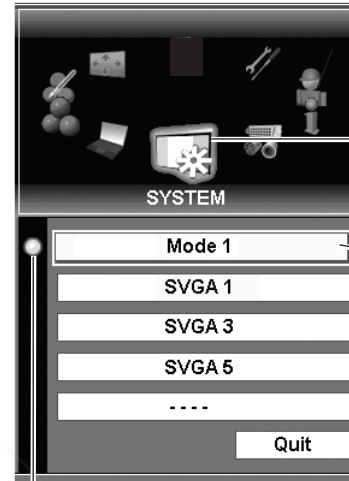 SYSTEM
Mode 1
SVGA 1
SVGA 3
SVGA 5
- - - -
Quit